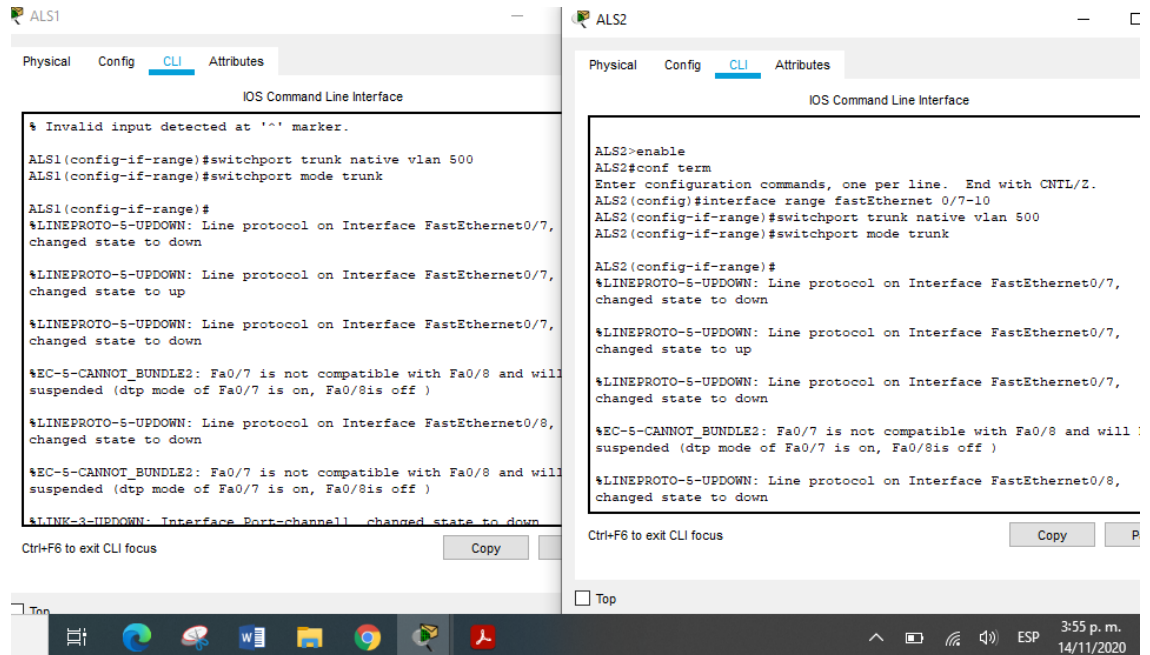 ALS1
Physical Config CLI Attributes
IOS Command Line Interface
% Invalid input detected at '^' marker.
ALS1(config-if-range)#switchport trunk native vlan 500
ALS1(config-if-range)#switchport mode trunk
ALS1(config-if-range)#
%LINEPROTO-5-UPDOWN: Line protocol on Interface FastEthernet0/7,
changed state to down
%LINEPROTO-5-UPDOWN: Line protocol on Interface FastEthernet0/7,
changed state to up
%LINEPROTO-5-UPDOWN: Line protocol on Interface FastEthernet0/7,
changed state to down
%EC-5-CANNOT_BUNDLE2: Fa0/7 is not compatible with Fa0/8 and will
suspended (dtp mode of Fa0/7 is on, Fa0/8is off )
%LINEPROTO-5-UPDOWN: Line protocol on Interface FastEthernet0/8,
changed state to down
%EC-5-CANNOT_BUNDLE2: Fa0/7 is not compatible with Fa0/8 and will
suspended (dtp mode of Fa0/7 is on, Fa0/8is off )
%LINK-3-UPDOWN: Interface Port-channel1, changed state to down
Ctrl+F6 to exit CLI focus
Copy
Top
ALS2
Physical Config CLI Attributes
IOS Command Line Interface
ALS2>enable
ALS2#conf term
Enter configuration commands, one per line. End with CNTL/Z.
ALS2(config)#interface range fastEthernet 0/7-10
ALS2(config-if-range)#switchport trunk native vlan 500
ALS2(config-if-range)#switchport mode trunk
ALS2(config-if-range)#
%LINEPROTO-5-UPDOWN: Line protocol on Interface FastEthernet0/7,
changed state to down
%LINEPROTO-5-UPDOWN: Line protocol on Interface FastEthernet0/7,
changed state to up
%LINEPROTO-5-UPDOWN: Line protocol on Interface FastEthernet0/7,
changed state to down
%EC-5-CANNOT_BUNDLE2: Fa0/7 is not compatible with Fa0/8 and will
suspended (dtp mode of Fa0/7 is on, Fa0/8is off )
%LINEPROTO-5-UPDOWN: Line protocol on Interface FastEthernet0/8,
changed state to down
Ctrl+F6 to exit CLI focus
Copy
Top
ESP
3:55 p. m.
14/11/2020